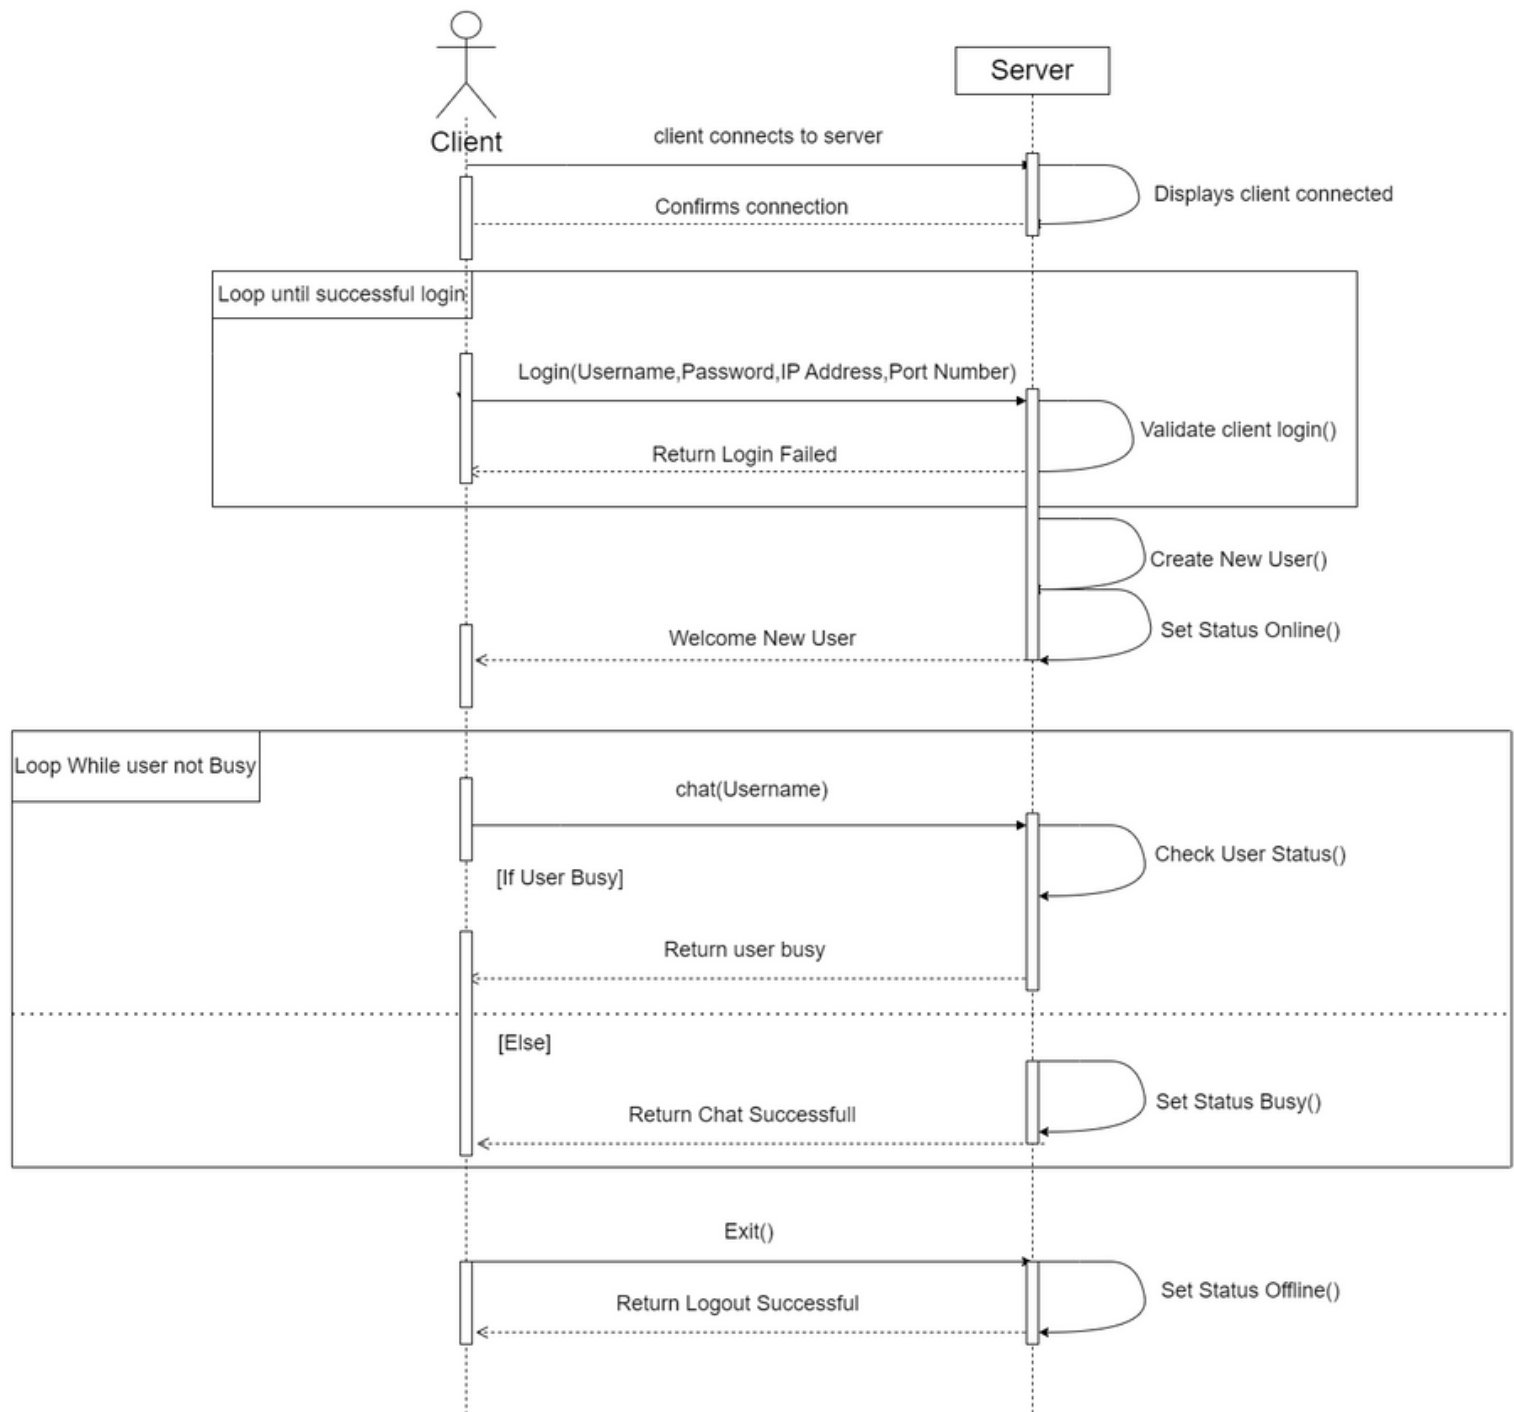 Server
Client
client connects to server
Displays client connected
Confirms connection
Loop until successful login
Login(Username,Password,IP Address,Port Number)
Validate client login()
Return Login Failed
Create New User()
Set Status Online()
Welcome New User
Loop While user not Busy
chat(Username)
Check User Status()
[If User Busy]
Return user busy
[Else]
Set Status Busy()
Return Chat Successfull
Exit()
Set Status Offline()
Return Logout Successful